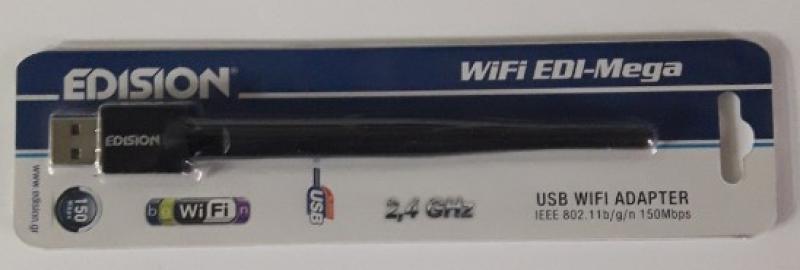 EDISION®
WiFi EDI-Mega
EDISION
www.edision.gr
150
Mbps
b g WiFi n
USB
2,4 GHz
USB WIFI ADAPTER
IEEE 802.11b/g/n 150Mbps